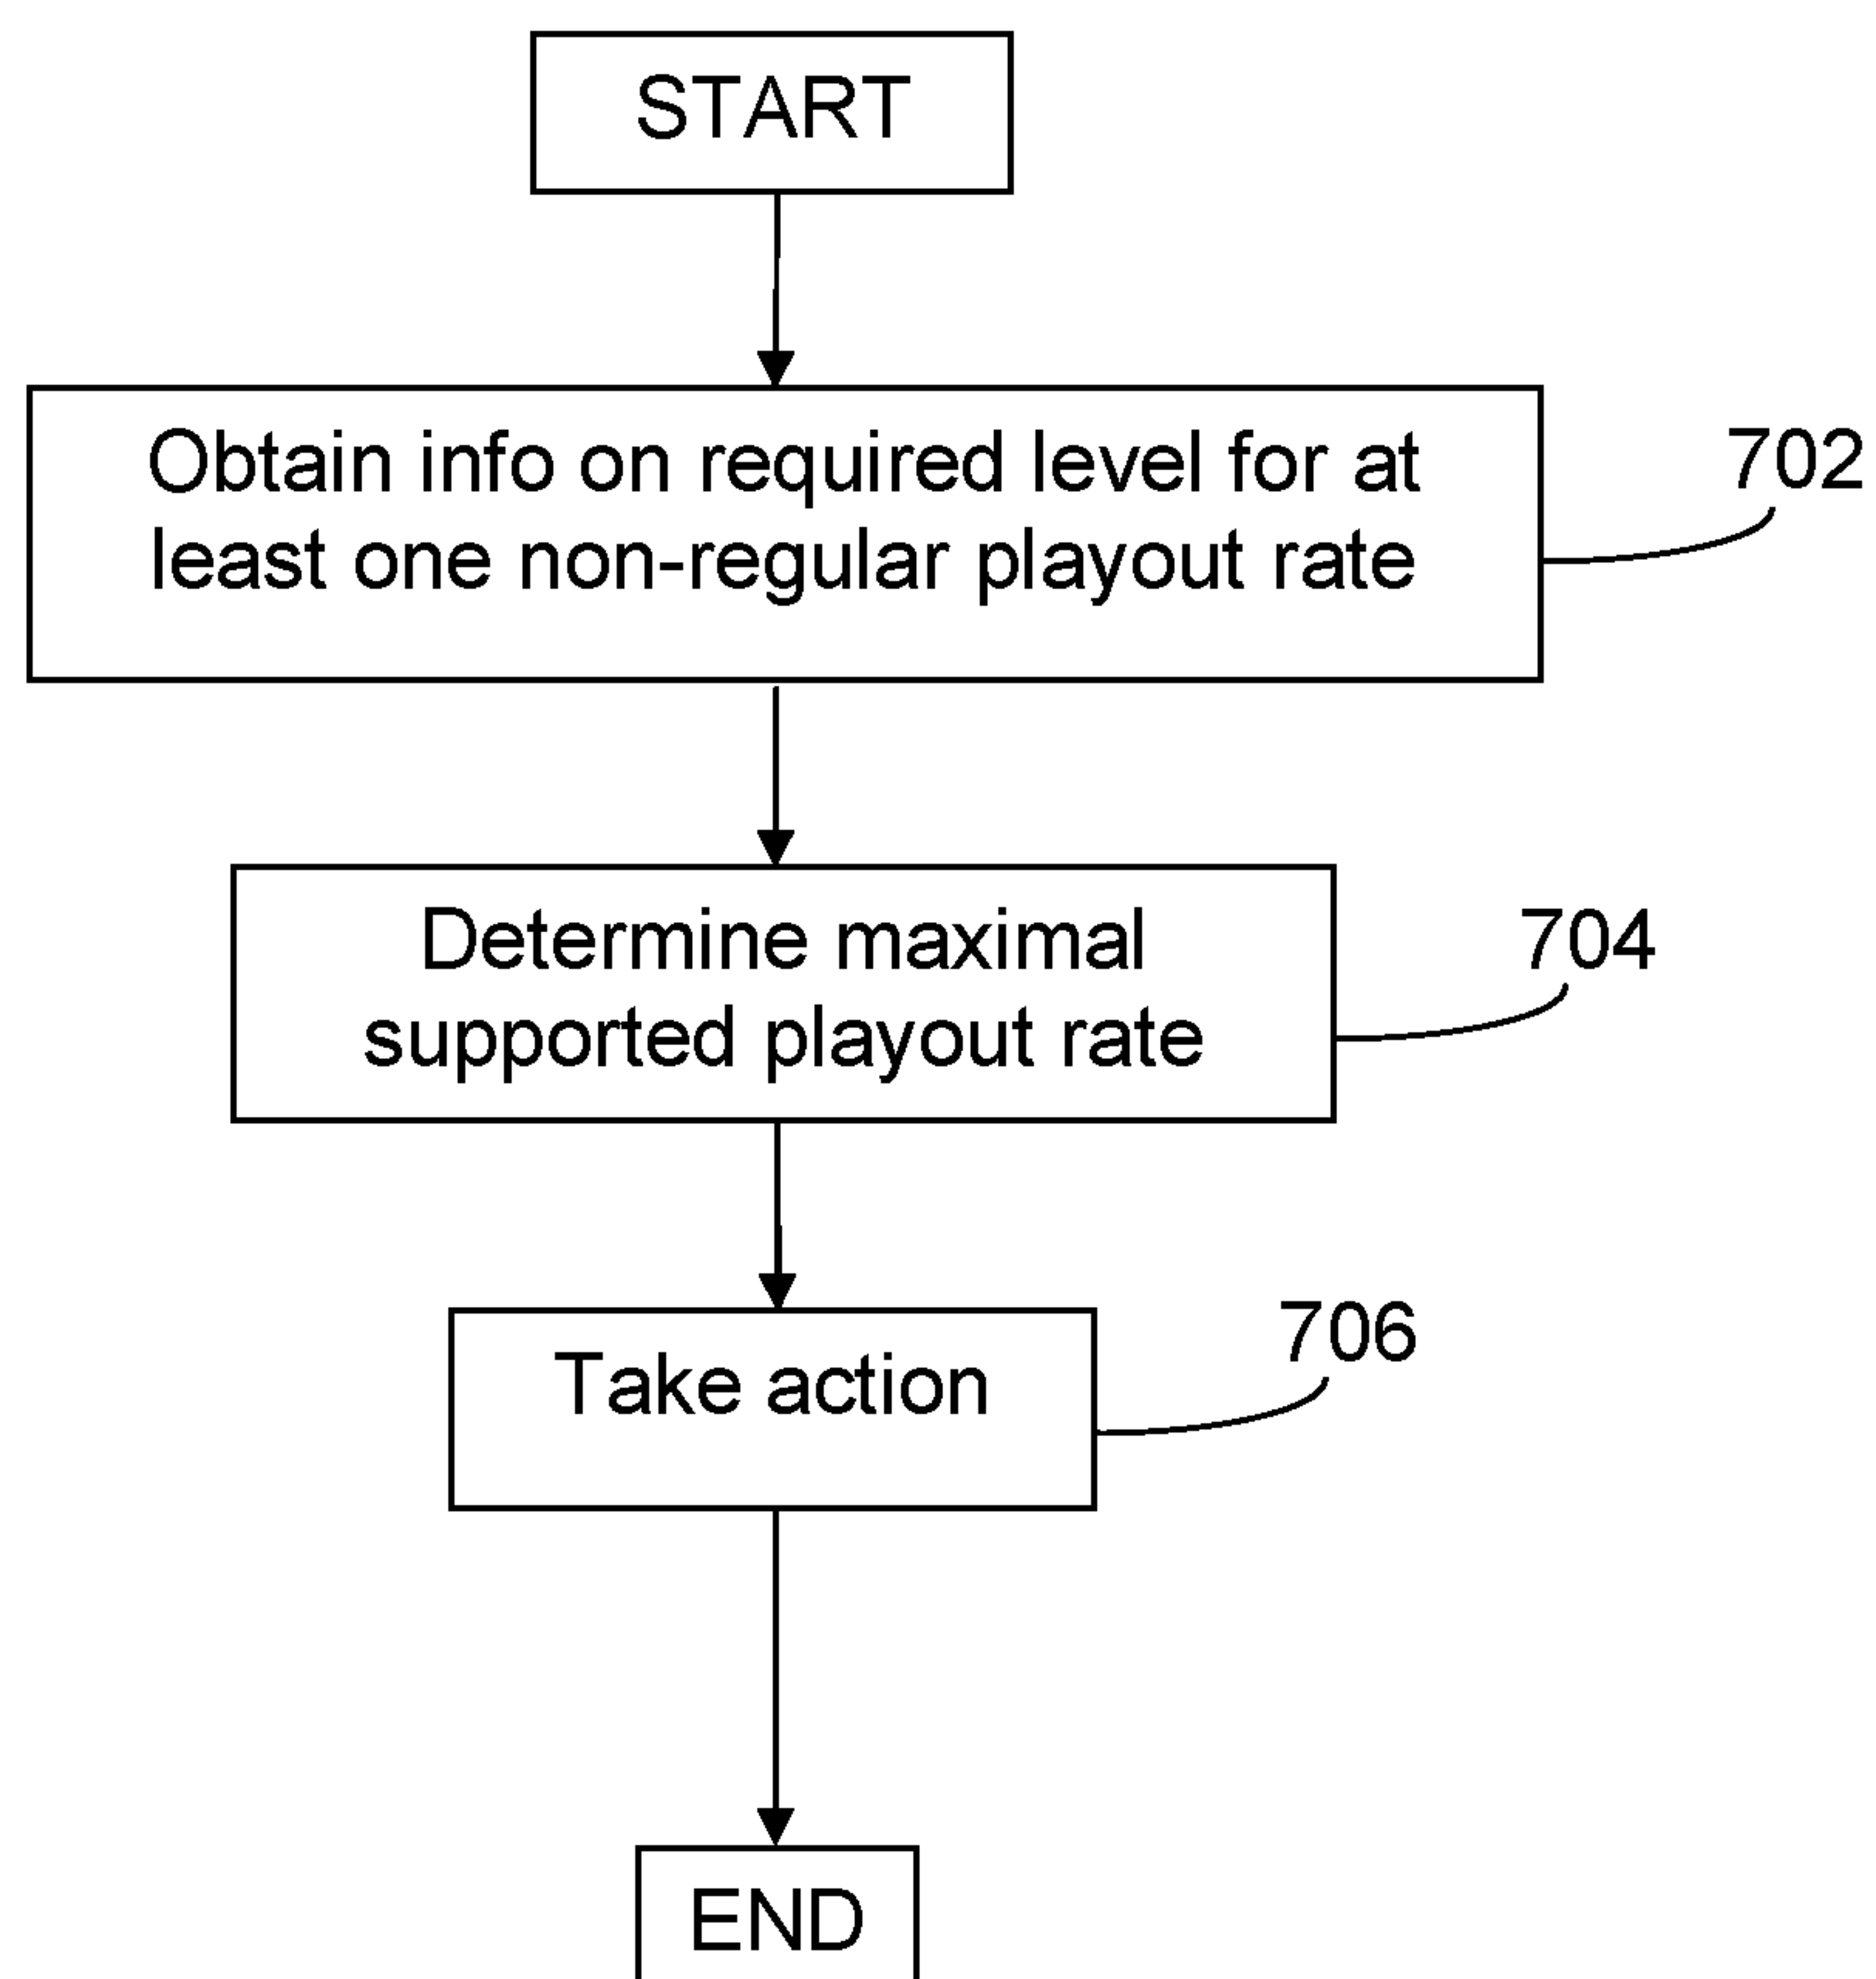 START
Obtain info on required level for at
least one non-regular playout rate
702
Determine maximal
supported playout rate
704
Take action
706
END